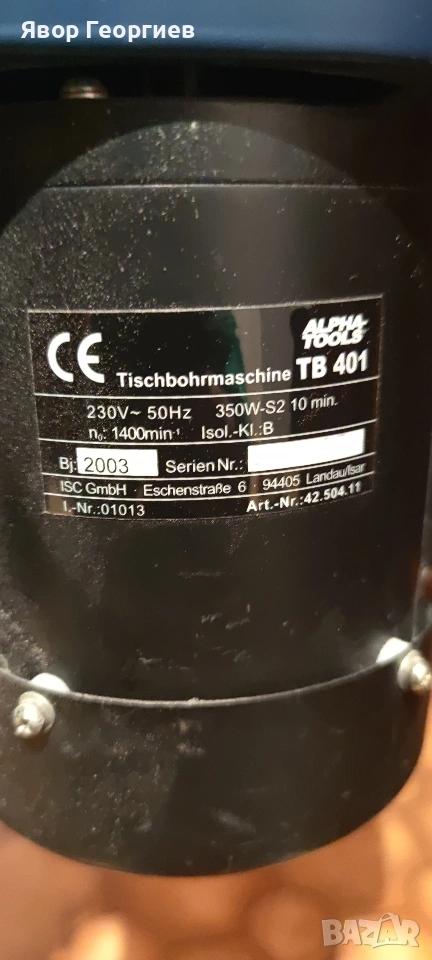 Явор Георгиев
CE
ALPHA-
TOOLS
Tischbohrmaschine TB 401
230V~ 50Hz 350W-S2 10 min.
n₀: 1400min⁻¹ Isol.-Kl.:B
Bj: 2003 Serien Nr.:
ISC GmbH · Eschenstraße 6 · 94405 Landau/Isar
I.-Nr.:01013 Art.-Nr.:42.504.11
BAZAR